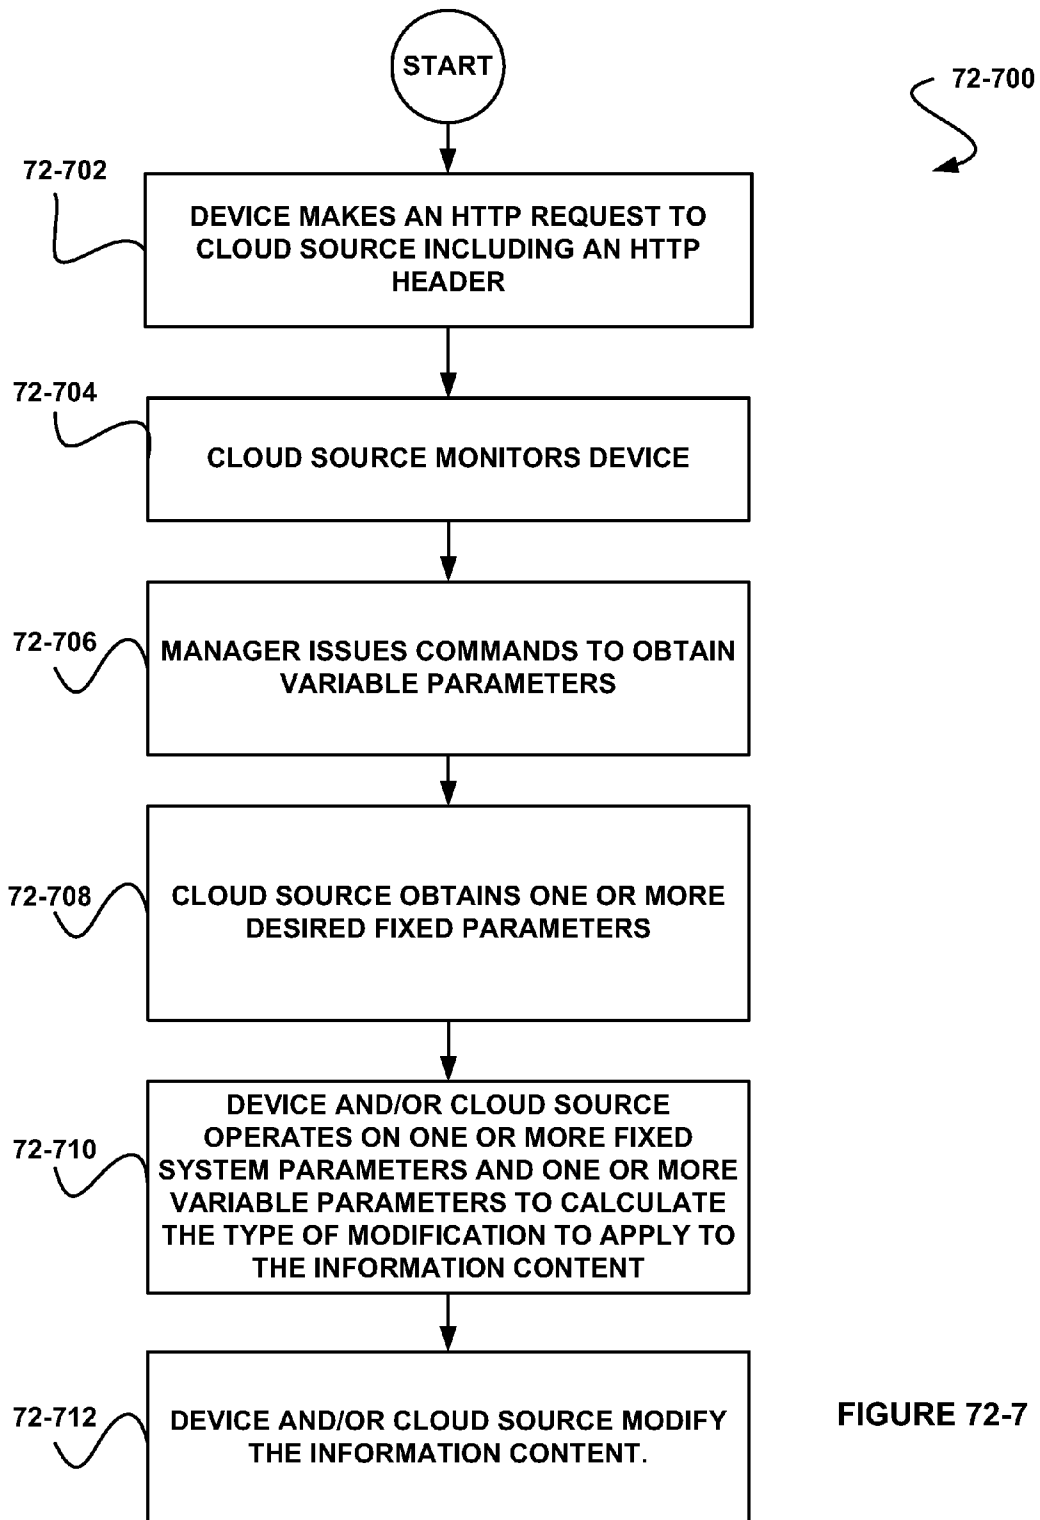 START
72-700
72-702
DEVICE MAKES AN HTTP REQUEST TO
CLOUD SOURCE INCLUDING AN HTTP
HEADER
72-704
CLOUD SOURCE MONITORS DEVICE
72-706
MANAGER ISSUES COMMANDS TO OBTAIN
VARIABLE PARAMETERS
72-708
CLOUD SOURCE OBTAINS ONE OR MORE
DESIRED FIXED PARAMETERS
72-710
DEVICE AND/OR CLOUD SOURCE
OPERATES ON ONE OR MORE FIXED
SYSTEM PARAMETERS AND ONE OR MORE
VARIABLE PARAMETERS TO CALCULATE
THE TYPE OF MODIFICATION TO APPLY TO
THE INFORMATION CONTENT
72-712
DEVICE AND/OR CLOUD SOURCE MODIFY
THE INFORMATION CONTENT.
FIGURE 72-7